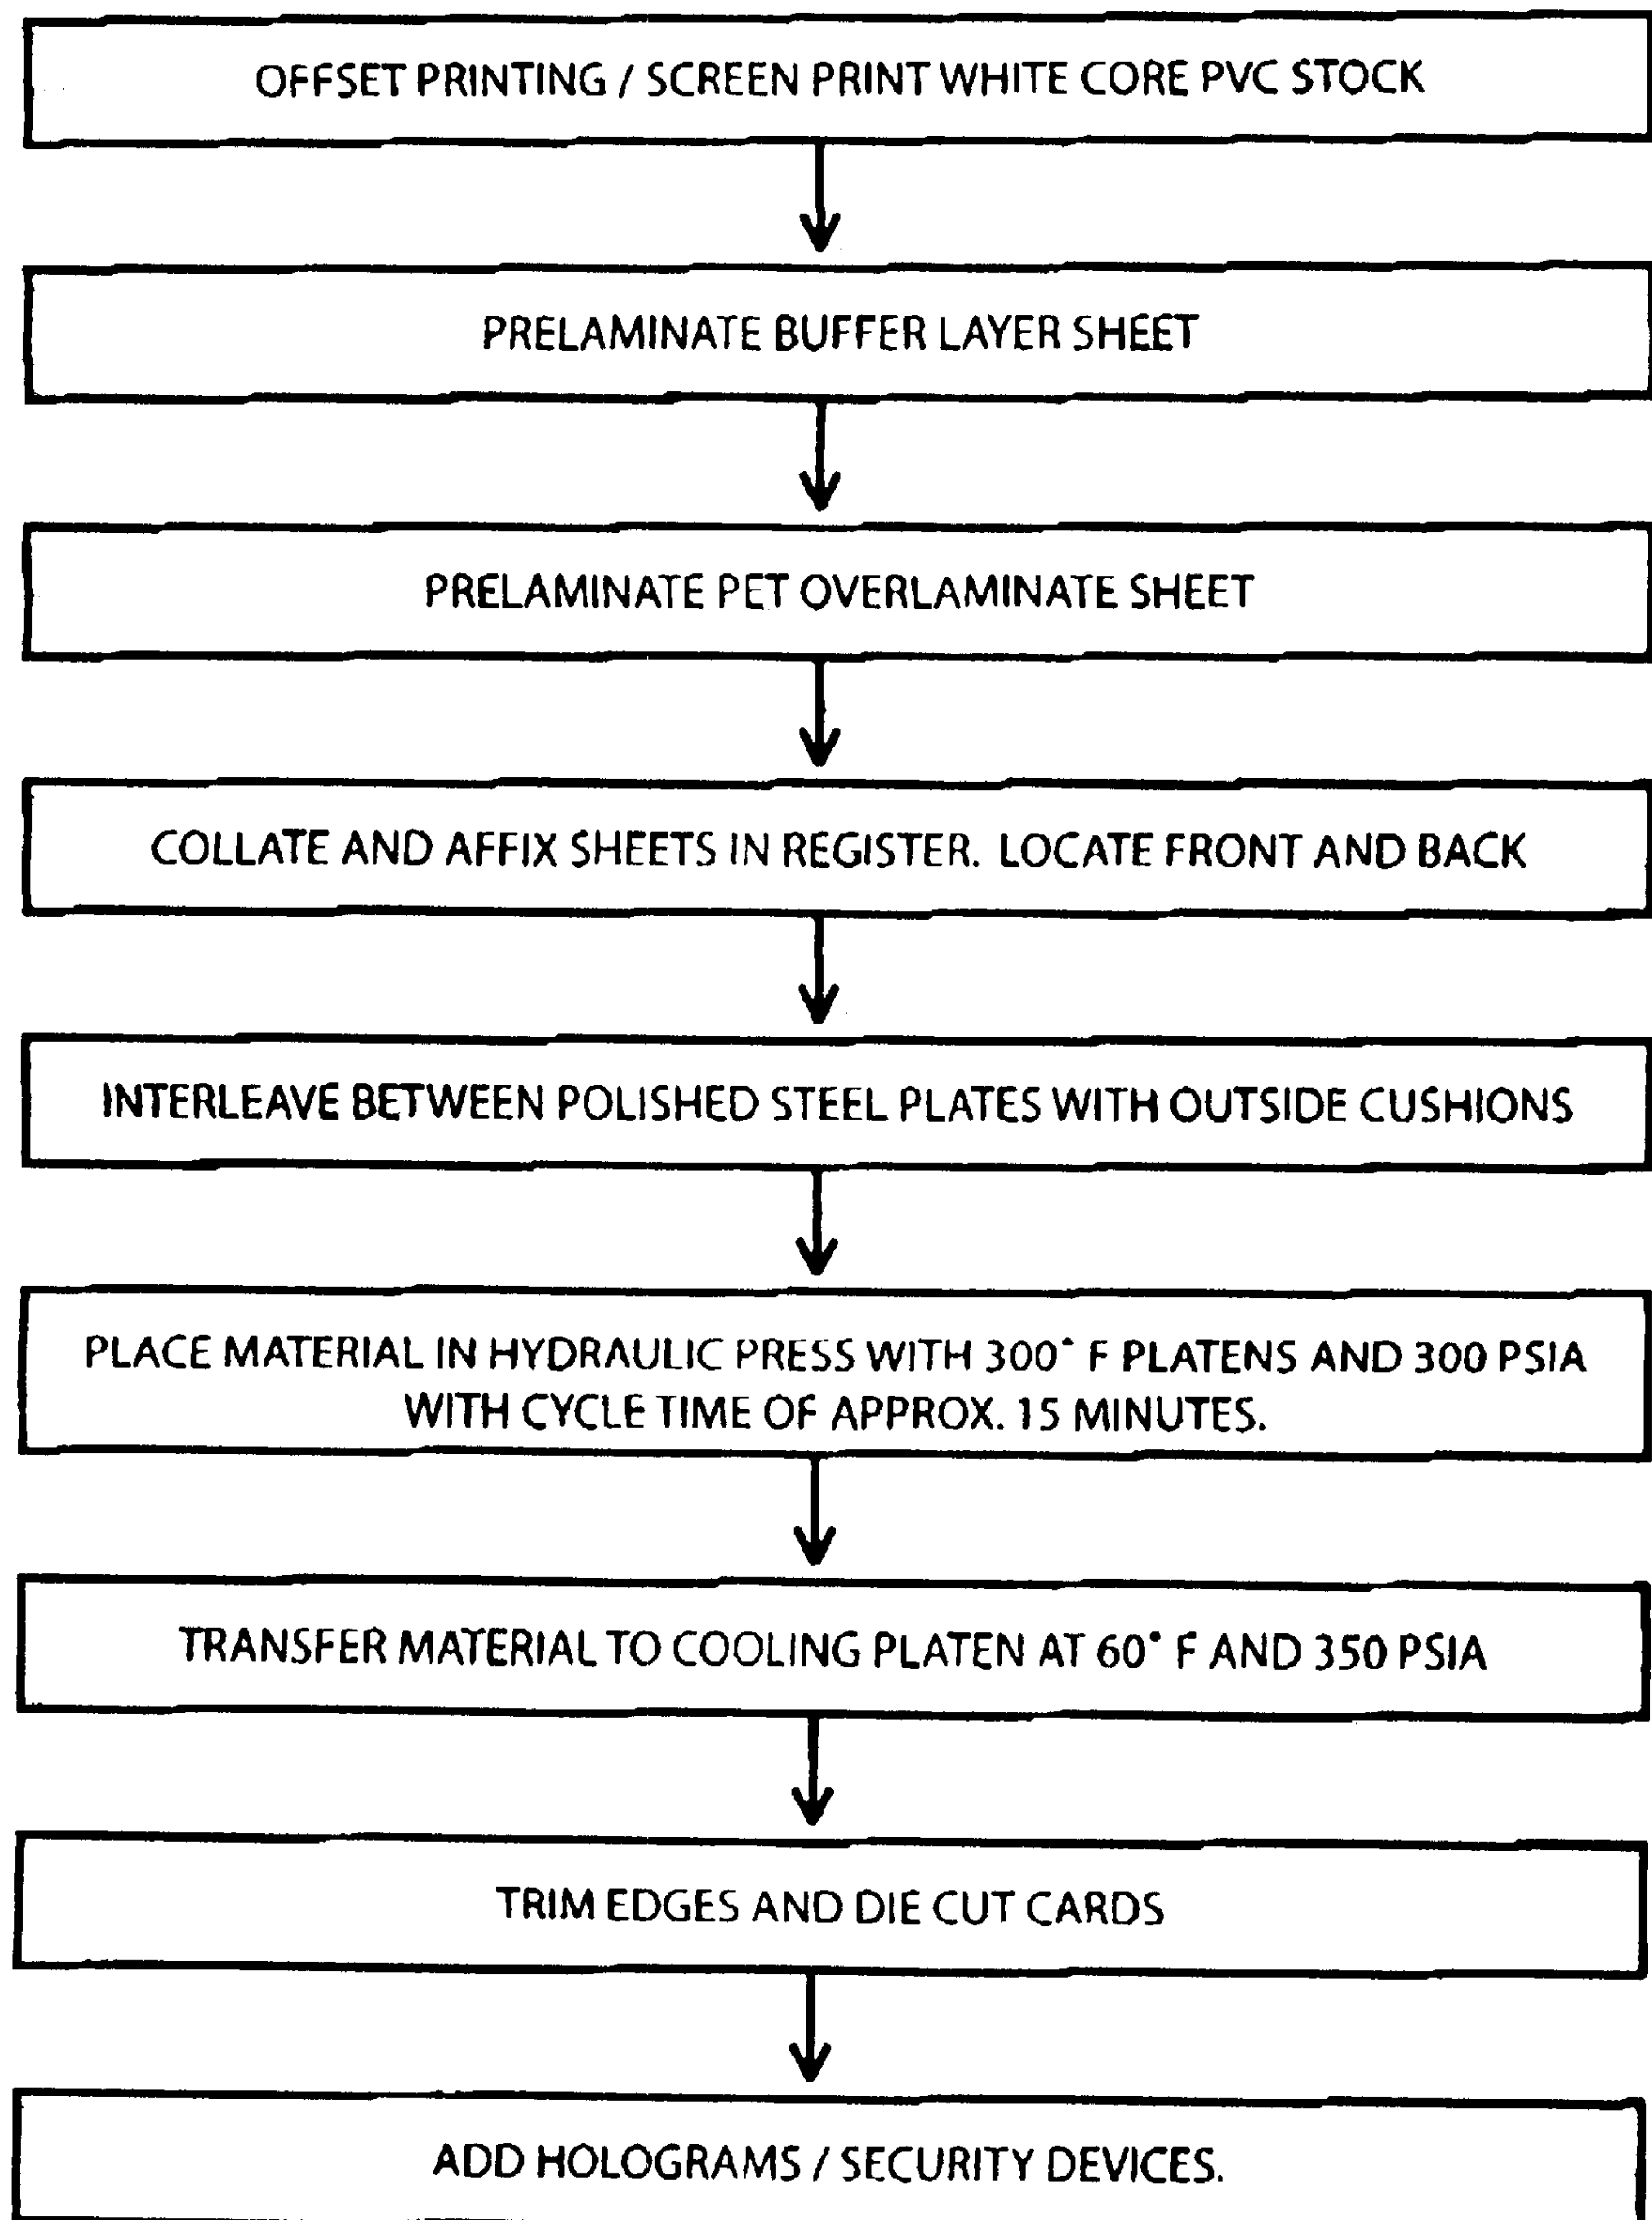 OFFSET PRINTING / SCREEN PRINT WHITE CORE PVC STOCK
PRELAMINATE BUFFER LAYER SHEET
PRELAMINATE PET OVERLAMINATE SHEET
COLLATE AND AFFIX SHEETS IN REGISTER. LOCATE FRONT AND BACK
INTERLEAVE BETWEEN POLISHED STEEL PLATES WITH OUTSIDE CUSHIONS
PLACE MATERIAL IN HYDRAULIC PRESS WITH 300° F PLATENS AND 300 PSIA
WITH CYCLE TIME OF APPROX. 15 MINUTES.
TRANSFER MATERIAL TO COOLING PLATEN AT 60° F AND 350 PSIA
TRIM EDGES AND DIE CUT CARDS
ADD HOLOGRAMS / SECURITY DEVICES.